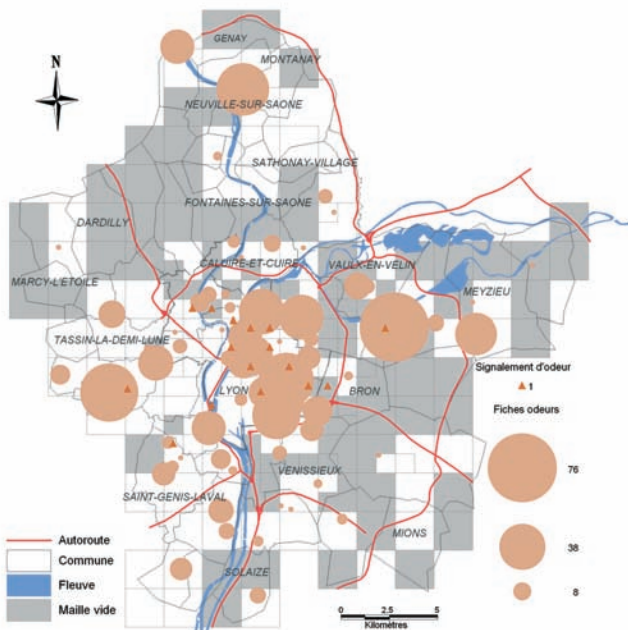 N
GENAY
MONTANAY
NEUVILLE-SUR-SAONE
SATHONAY-VILLAGE
FONTAINES-SUR-SAONE
DARDILLY
CALUIRE-ET-CUIRE
VAULX-EN-VELIN
MARCY-L'ETOILE
MEYZIEU
TASSIN-LA-DEMI-LUNE
LYON
BRON
VENISSIEUX
SAINT-GENIS-LAVAL
MIONS
SOLAIZE
Signalement d'odeur
1
Fiches odeurs
76
38
8
Autoroute
Commune
Fleuve
Maille vide
0 2,5 5
Kilomètres